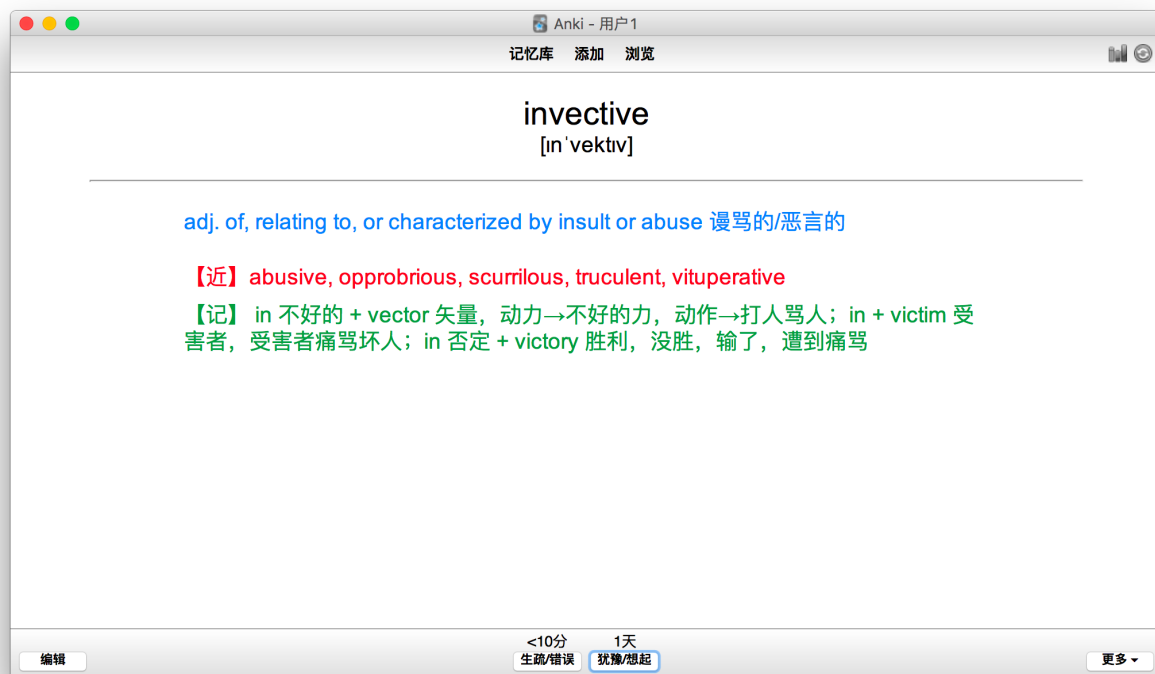 Anki - 用户1
记忆库 添加 浏览
invective
[ɪnˈvektɪv]
adj. of, relating to, or characterized by insult or abuse 谩骂的/恶言的
【近】abusive, opprobrious, scurrilous, truculent, vituperative
【记】 in 不好的 + vector 矢量，动力→不好的力，动作→打人骂人；in + victim 受
害者，受害者痛骂坏人；in 否定 + victory 胜利，没胜，输了，遭到痛骂
<10分 1天
编辑 生疏/错误 犹豫/想起 更多